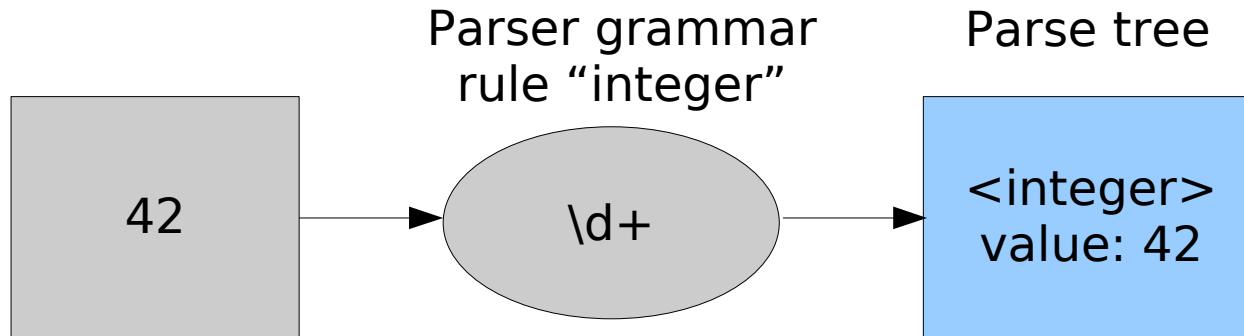 Parser grammar
rule “integer”
Parse tree
42
\d+
<integer>
value: 42